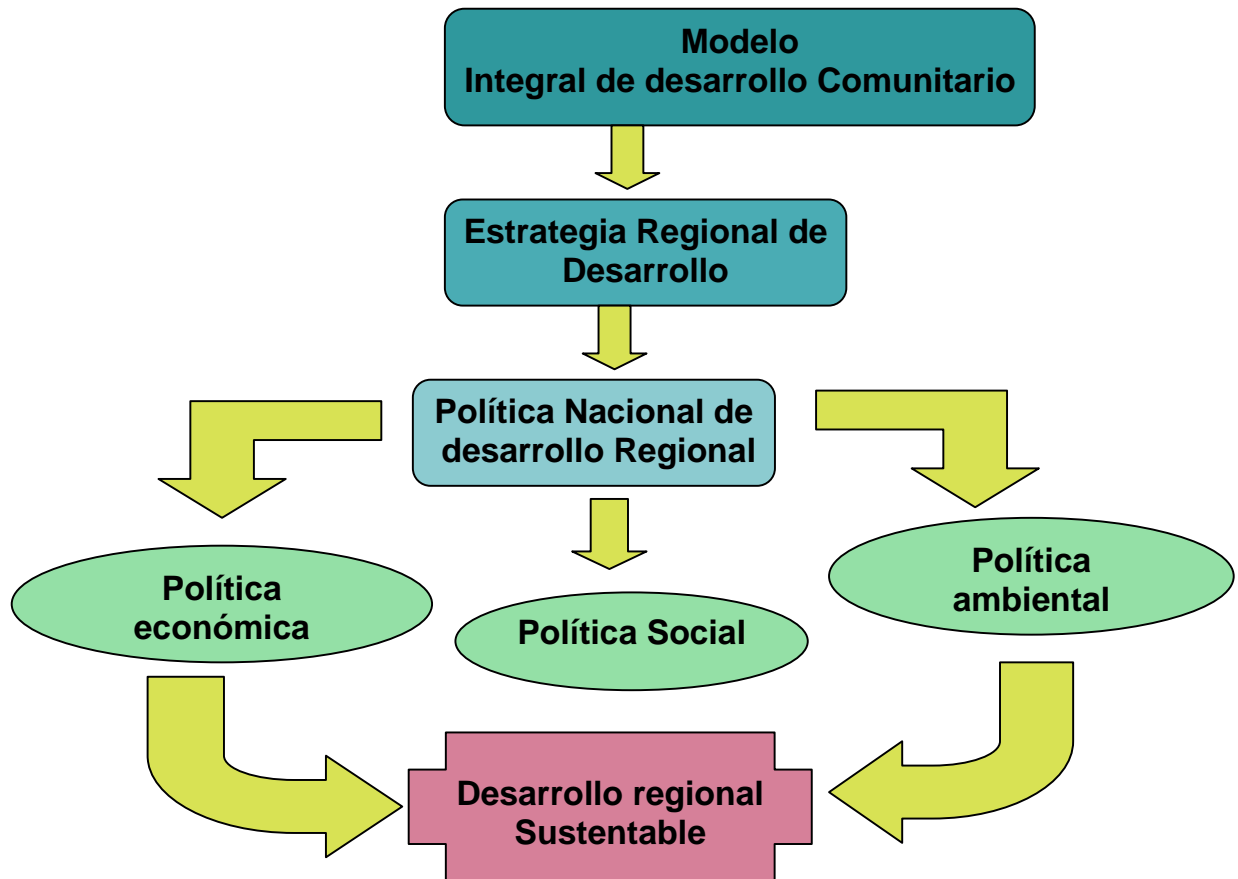 Modelo
Integral de desarrollo Comunitario
Estrategia Regional de
Desarrollo
Política Nacional de
desarrollo Regional
Política
económica
Política Social
Política
ambiental
Desarrollo regional
Sustentable